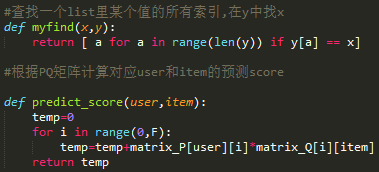 #查找一个list里某个值的所有索引,在y中找x
def myfind(x,y):
    return [ a for a in range(len(y)) if y[a] == x]
#根据PQ矩阵计算对应user和item的预测score
def predict_score(user,item):
    temp=0
    for i in range(0,F):
        temp=temp+matrix_P[user][i]*matrix_Q[i][item]
    return temp